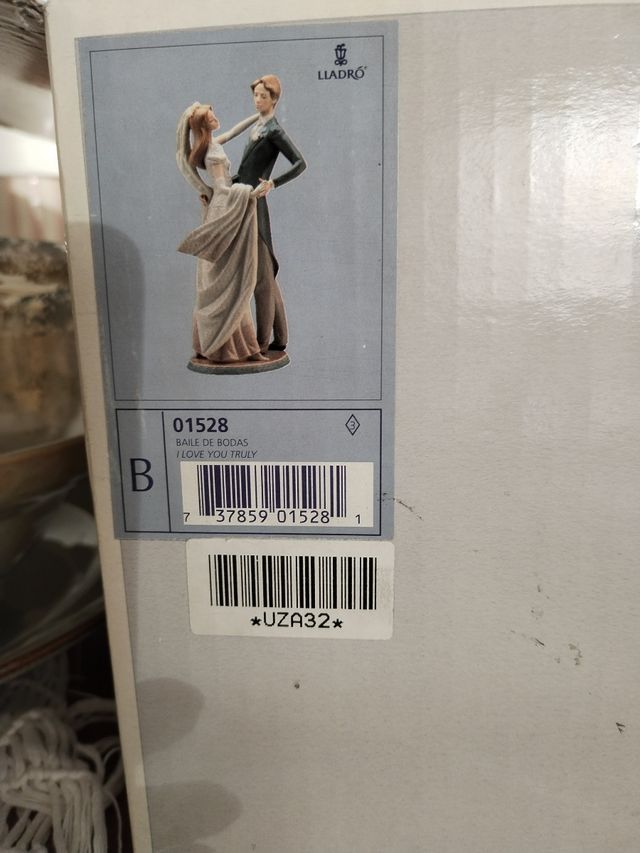 LLADRÓ
01528
3
BAILE DE BODAS
I LOVE YOU TRULY
B
7 37859 01528 1
*UZA32*